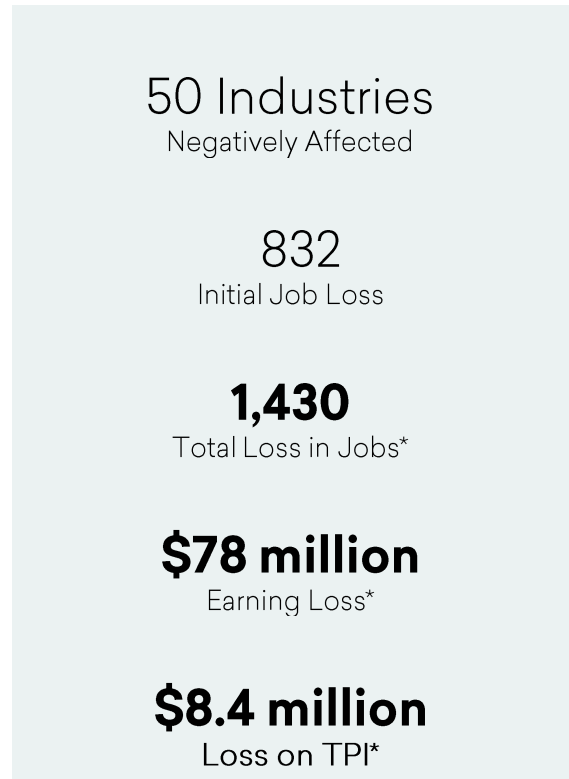 50 Industries
Negatively Affected
832
Initial Job Loss
1,430
Total Loss in Jobs*
$78 million
Earning Loss*
$8.4 million
Loss on TPI*